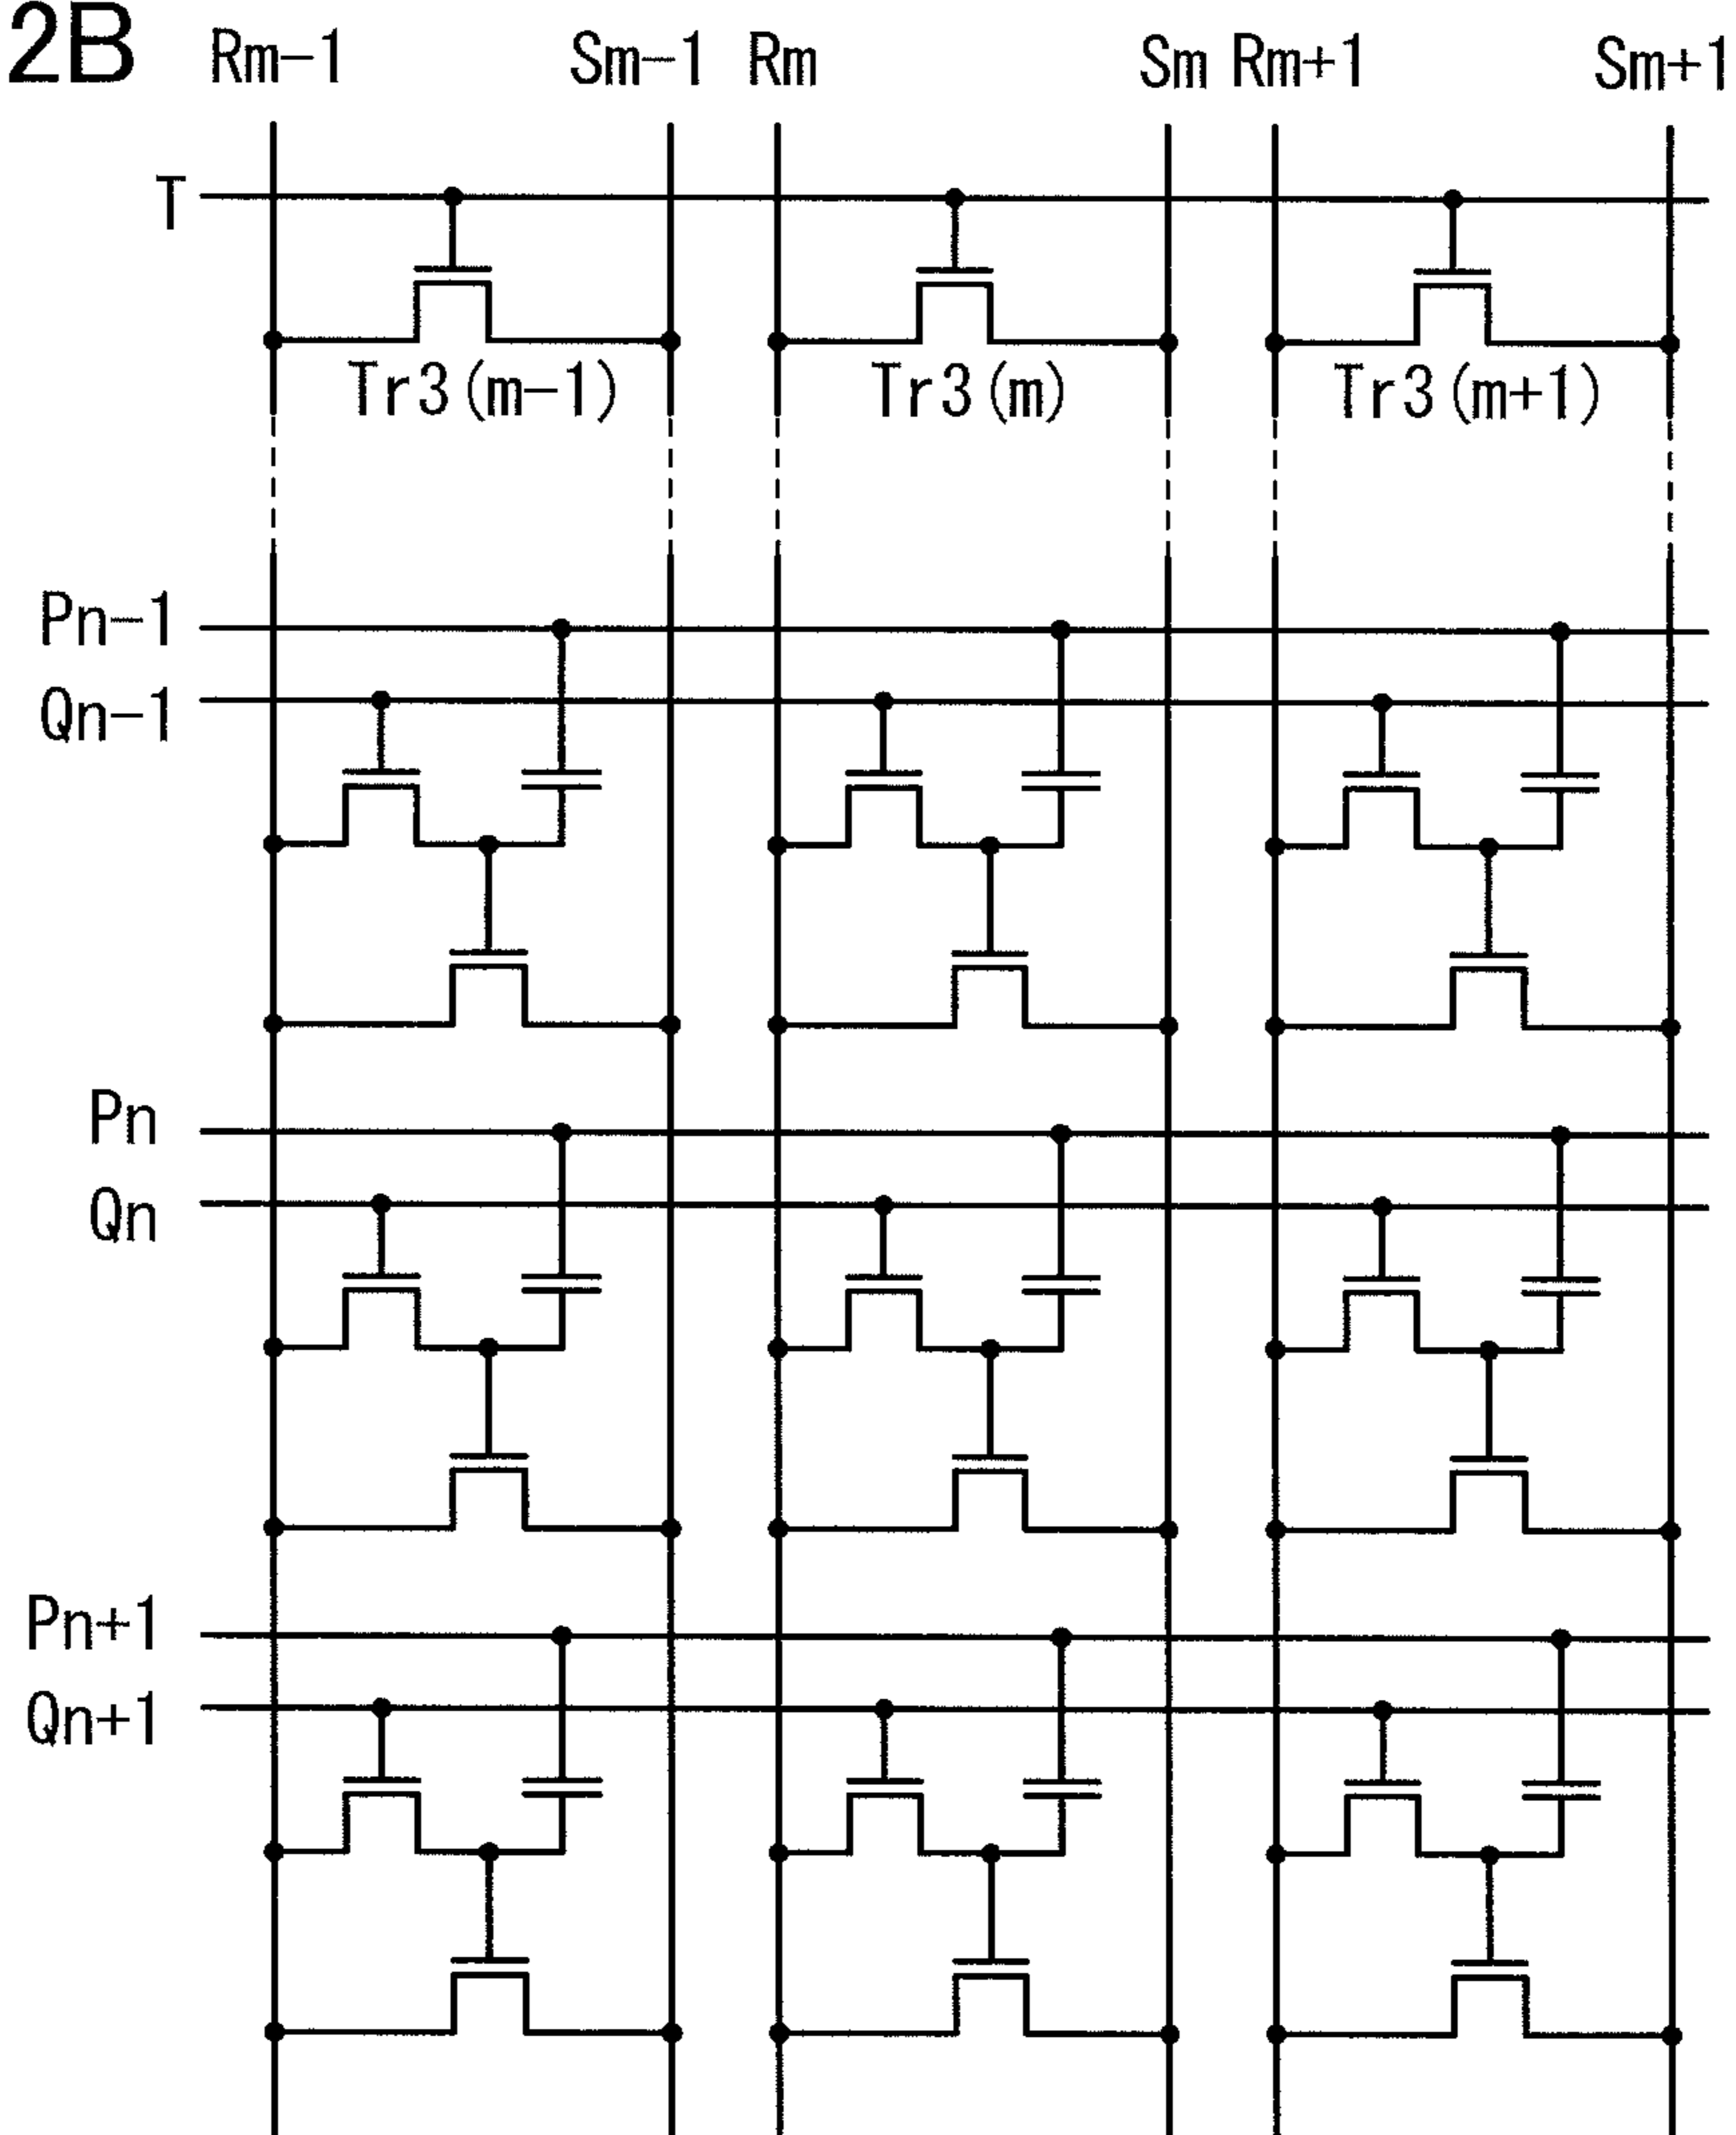 2B
Rm-1 Sm-1 Rm Sm Rm+1 Sm+1
T
Tr3(m-1) Tr3(m) Tr3(m+1)
Pn-1
Qn-1
Pn
Qn
Pn+1
Qn+1